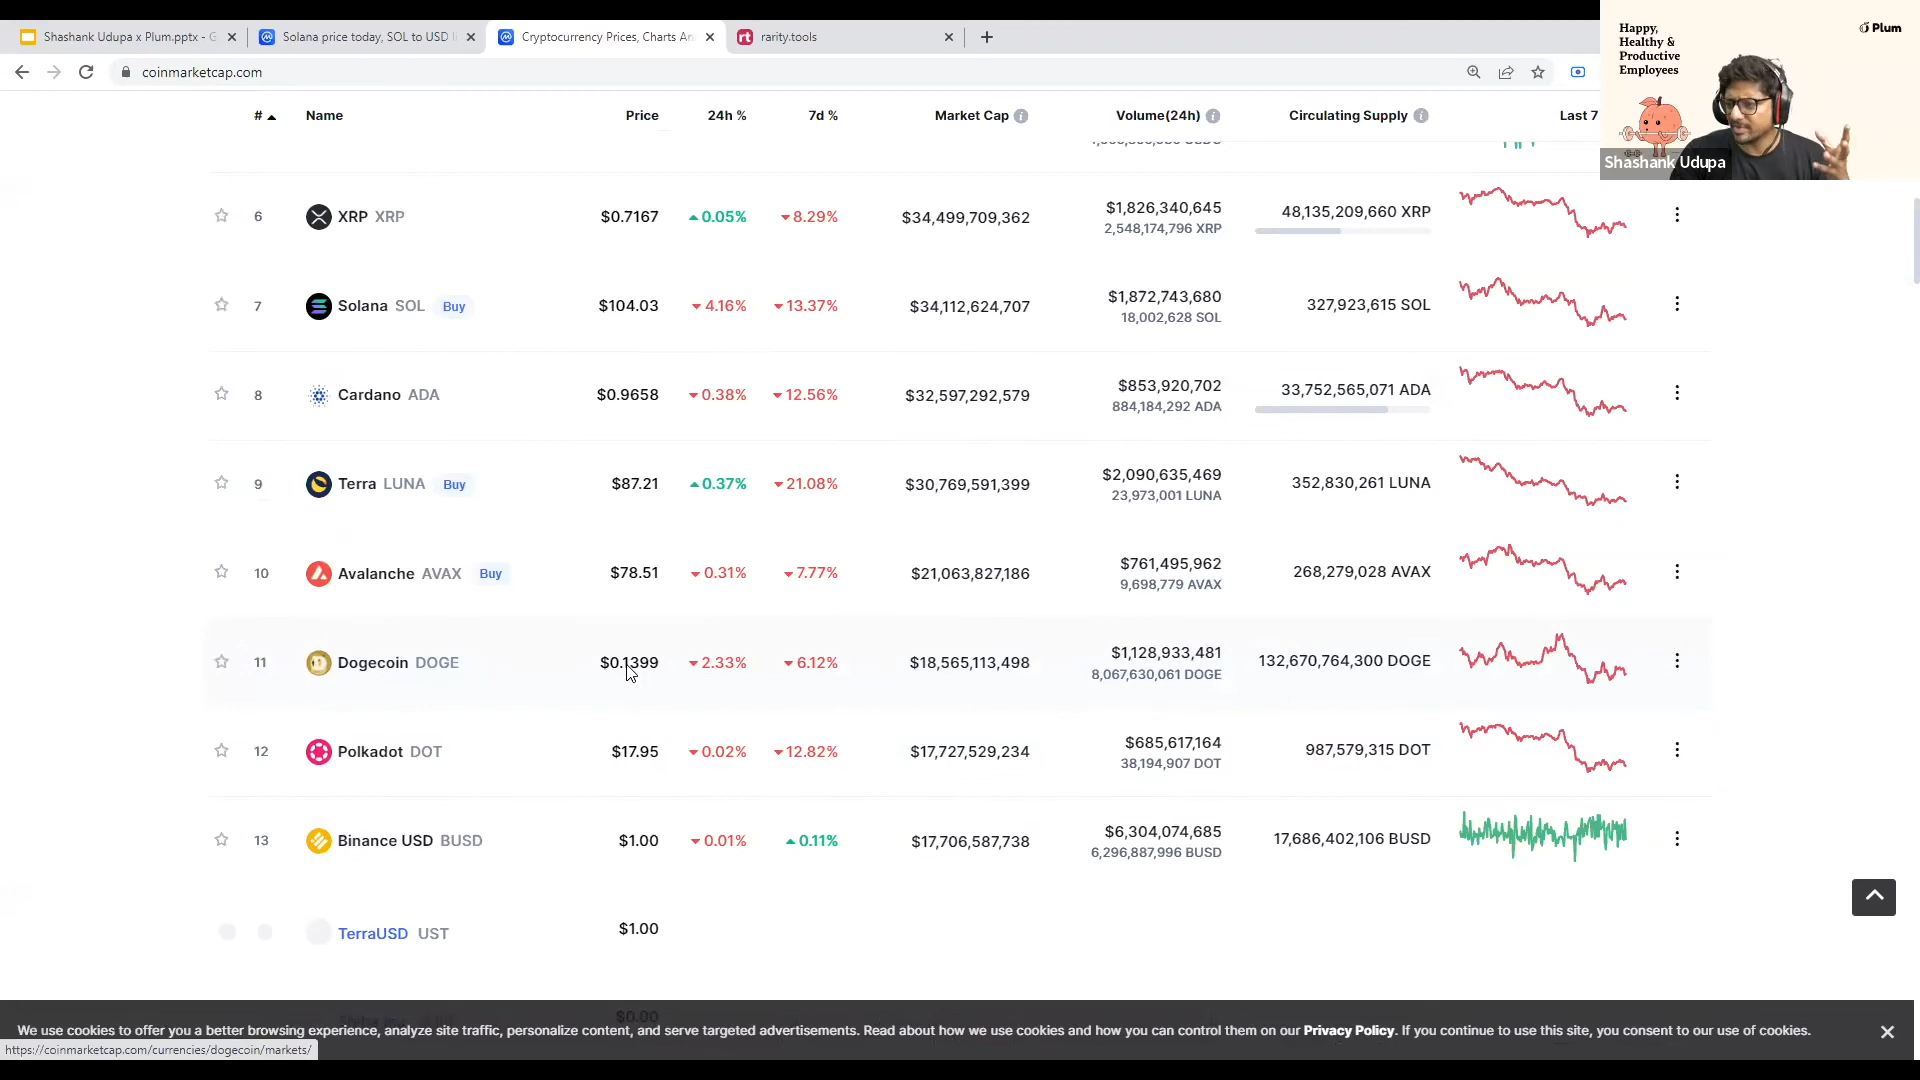 Shashank Udupa x Plum.pptx - G
Solana price today, SOL to USD li
Cryptocurrency Prices, Charts An
rarity.tools
coinmarketcap.com
Happy,
Healthy &
Productive
Employees
Plum
Shashank Udupa
# Name Price 24h % 7d % Market Cap Volume(24h) Circulating Supply Last 7
6 XRP XRP $0.7167 0.05% 8.29% $34,499,709,362 $1,826,340,645 48,135,209,660 XRP
2,548,174,796 XRP
7 Solana SOL Buy $104.03 4.16% 13.37% $34,112,624,707 $1,872,743,680 327,923,615 SOL
18,002,628 SOL
8 Cardano ADA $0.9658 0.38% 12.56% $32,597,292,579 $853,920,702 33,752,565,071 ADA
884,184,292 ADA
9 Terra LUNA Buy $87.21 0.37% 21.08% $30,769,591,399 $2,090,635,469 352,830,261 LUNA
23,973,001 LUNA
10 Avalanche AVAX Buy $78.51 0.31% 7.77% $21,063,827,186 $761,495,962 268,279,028 AVAX
9,698,779 AVAX
11 Dogecoin DOGE $0.1399 2.33% 6.12% $18,565,113,498 $1,128,933,481 132,670,764,300 DOGE
8,067,630,061 DOGE
12 Polkadot DOT $17.95 0.02% 12.82% $17,727,529,234 $685,617,164 987,579,315 DOT
38,194,907 DOT
13 Binance USD BUSD $1.00 0.01% 0.11% $17,706,587,738 $6,304,074,685 17,686,402,106 BUSD
6,296,887,996 BUSD
TerraUSD UST $1.00
$0.00
We use cookies to offer you a better browsing experience, analyze site traffic, personalize content, and serve targeted advertisements. Read about how we use cookies and how you can control them on our Privacy Policy. If you continue to use this site, you consent to our use of cookies.
https://coinmarketcap.com/currencies/dogecoin/markets/